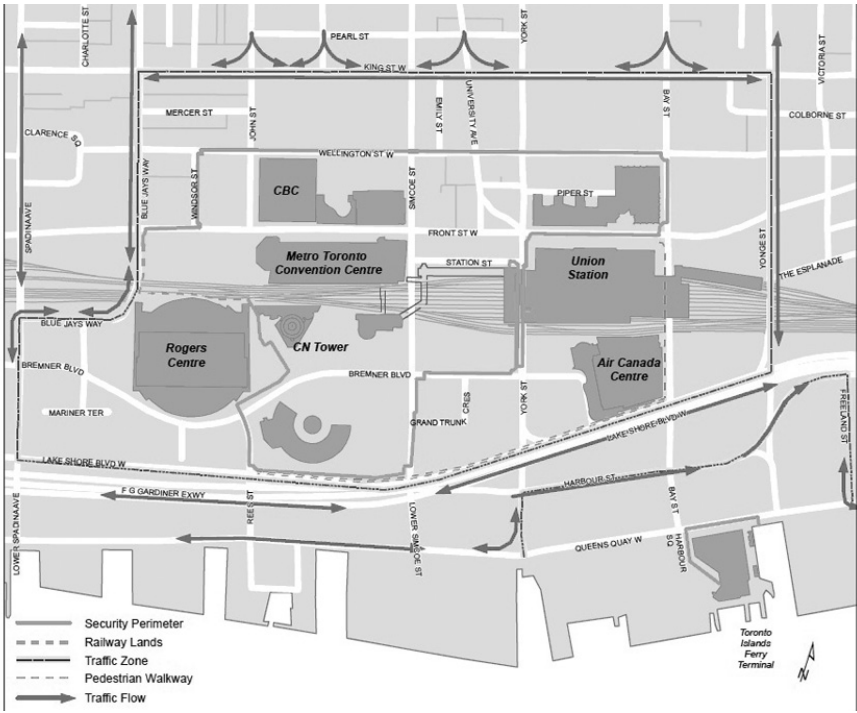 CHARLOTTE ST
PEARL ST
YORK ST
VICTORIA ST
KING ST W
UNIVERSITY AVE
EMILY ST
BAY ST
MERCER ST
JOHN ST
COLBORNE ST
CLARENCE SQ
WELLINGTON ST W
BLUE JAYS WAY
WINDSOR ST
CBC
SIMCOE ST
PIPER ST
SPADINAAVE
FRONT ST W
YONGE ST
Metro Toronto
Convention Centre
STATION ST
Union
Station
THE ESPLANADE
BLUE JAYS WAY
Rogers
Centre
CN Tower
BREMNER BLVD
BREMNER BLVD
Air Canada
Centre
MARINER TER
GRAND TRUNK
CRES
YORK ST
LAKE SHORE BLVD W
FREELAND ST
LAKE SHORE BLVD W
F G GARDINER EXWY
HARBOUR ST
REES ST
LOWER SPADINAAVE
LOWER SIMCOE ST
BAY ST
QUEENS QUAY W
HARBOUR
SQ
Security Perimeter
Railway Lands
Traffic Zone
Pedestrian Walkway
Traffic Flow
Toronto
Islands
Ferry
Terminal
N